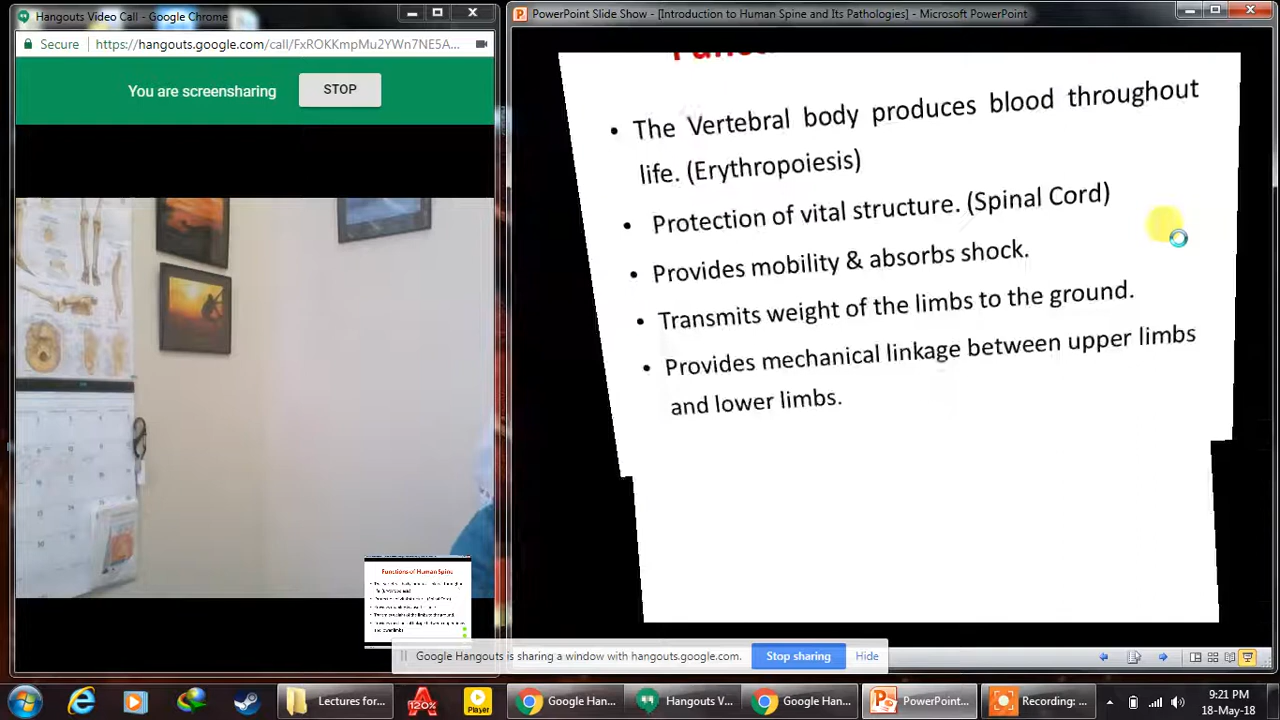 Hangouts Video Call - Google Chrome
Secure https://hangouts.google.com/call/FxROKKmpMu2YWn7NE5A...
You are screensharing STOP
Functions of Human Spine
PowerPoint Slide Show - [Introduction to Human Spine and Its Pathologies] - Microsoft PowerPoint
• The Vertebral body produces blood throughout
life. (Erythropoiesis)
• Protection of vital structure. (Spinal Cord)
• Provides mobility & absorbs shock.
• Transmits weight of the limbs to the ground.
• Provides mechanical linkage between upper limbs
and lower limbs.
Google Hangouts is sharing a window with hangouts.google.com. Stop sharing Hide
Lectures for...
120%
Player
Google Han...
Hangouts V...
Google Han...
PowerPoint...
Recording: ...
9:21 PM
18-May-18